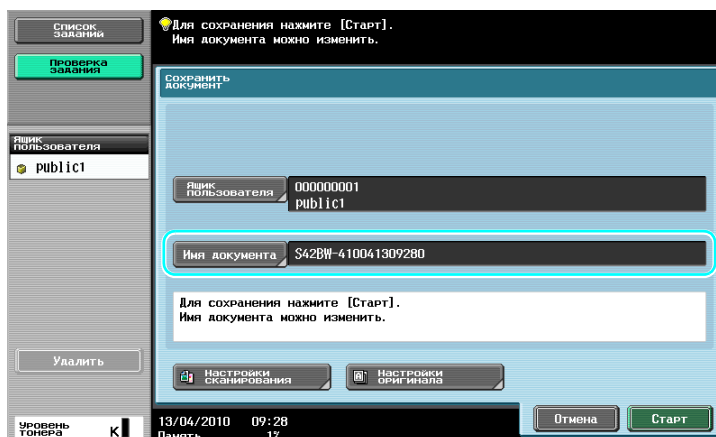 Список
заданий
Проверка
задания
Для сохранения нажмите [Старт].
Имя документа можно изменить.
Сохранить
документ
Ящик
пользователя
public1
Ящик
пользователя
000000001
public1
Имя документа
S42BW-410041309280
Для сохранения нажмите [Старт].
Имя документа можно изменить.
Удалить
Настройки
сканирования
Настройки
оригинала
Уровень
тонера
K
13/04/2010 09:28
Память 1%
Отмена
Старт